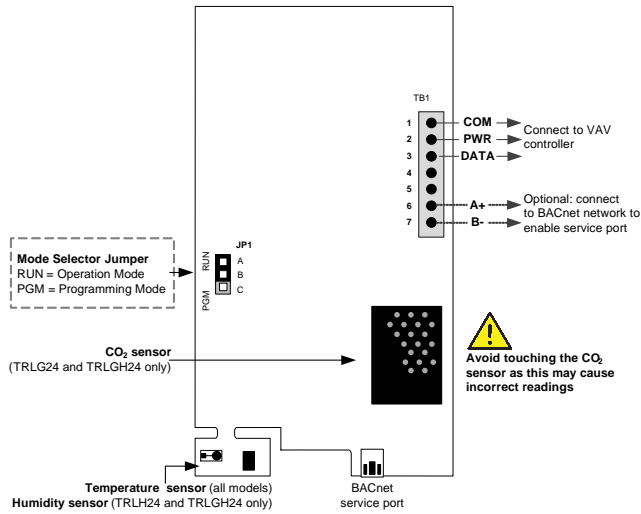 TB1
1 COM
2 PWR
3 DATA
4
5
6 A+
7 B-
Connect to VAV
controller
Optional: connect
to BACnet network to
enable service port
JP1
RUN
PGM
A
B
C
Mode Selector Jumper
RUN = Operation Mode
PGM = Programming Mode
CO₂ sensor
(TRLG24 and TRLGH24 only)
Avoid touching the CO₂
sensor as this may cause
incorrect readings
Temperature sensor (all models)
Humidity sensor (TRLH24 and TRLGH24 only)
BACnet
service port